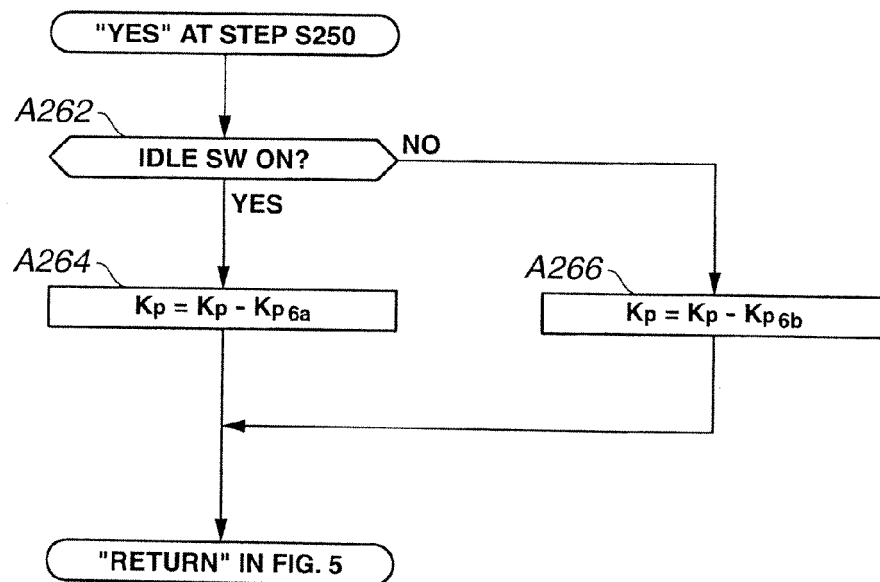 "YES" AT STEP S250
A262
IDLE SW ON?
NO
YES
A264
Kp = Kp - Kp6a
A266
Kp = Kp - Kp6b
"RETURN" IN FIG. 5